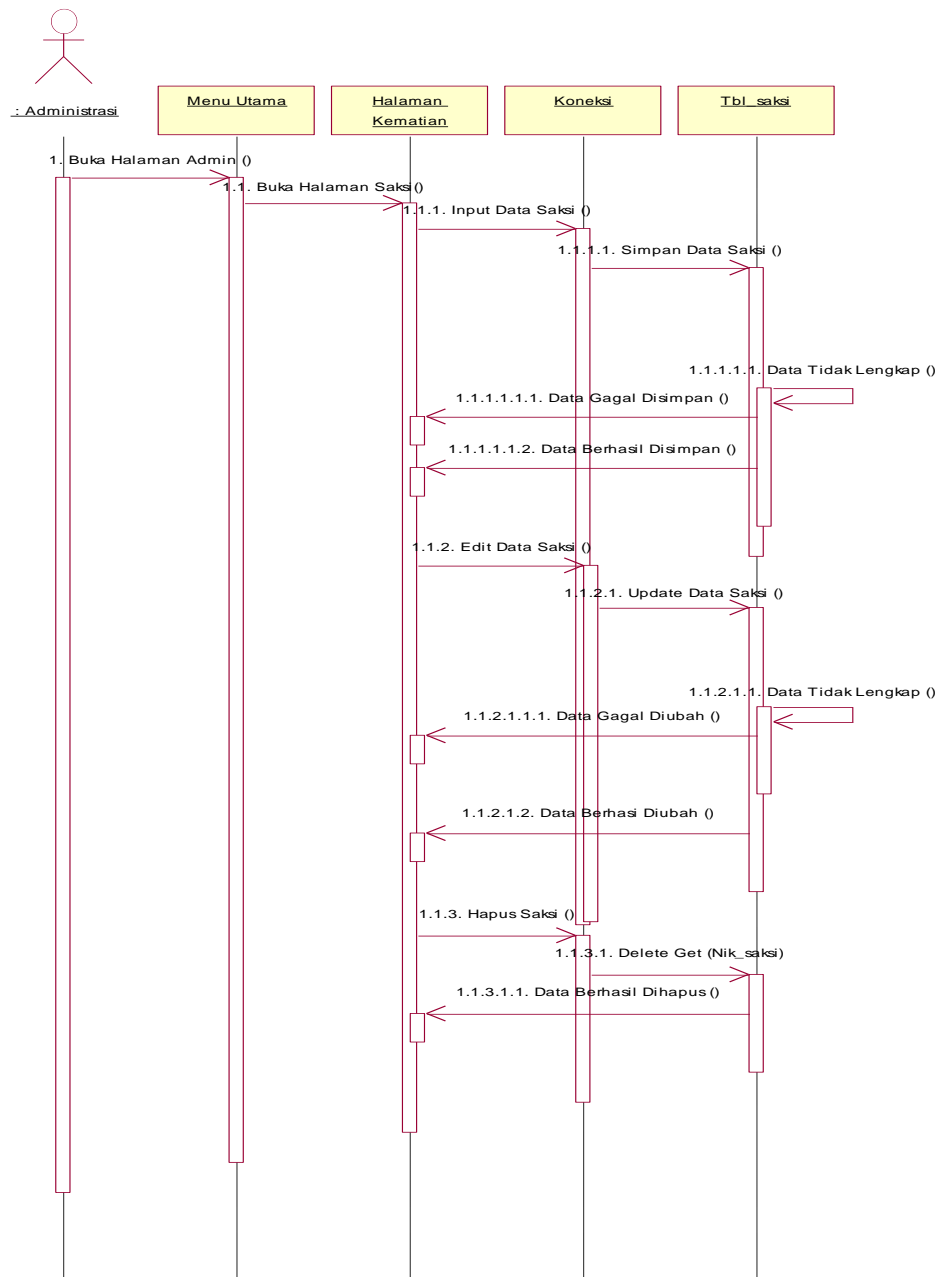 : Administrasi
Menu Utama
Halaman
Kematian
Koneksi
Tbl_saksi
1. Buka Halaman Admin ()
1.1. Buka Halaman Saksi()
1.1.1. Input Data Saksi ()
1.1.1.1. Simpan Data Saksi ()
1.1.1.1.1. Data Tidak Lengkap ()
1.1.1.1.1.1. Data Gagal Disimpan ()
1.1.1.1.1.2. Data Berhasil Disimpan ()
1.1.2. Edit Data Saksi ()
1.1.2.1. Update Data Saksi ()
1.1.2.1.1. Data Tidak Lengkap ()
1.1.2.1.1.1. Data Gagal Diubah ()
1.1.2.1.2. Data Berhasi Diubah ()
1.1.3. Hapus Saksi ()
1.1.3.1. Delete Get (Nik_saksi)
1.1.3.1.1. Data Berhasil Dihapus ()